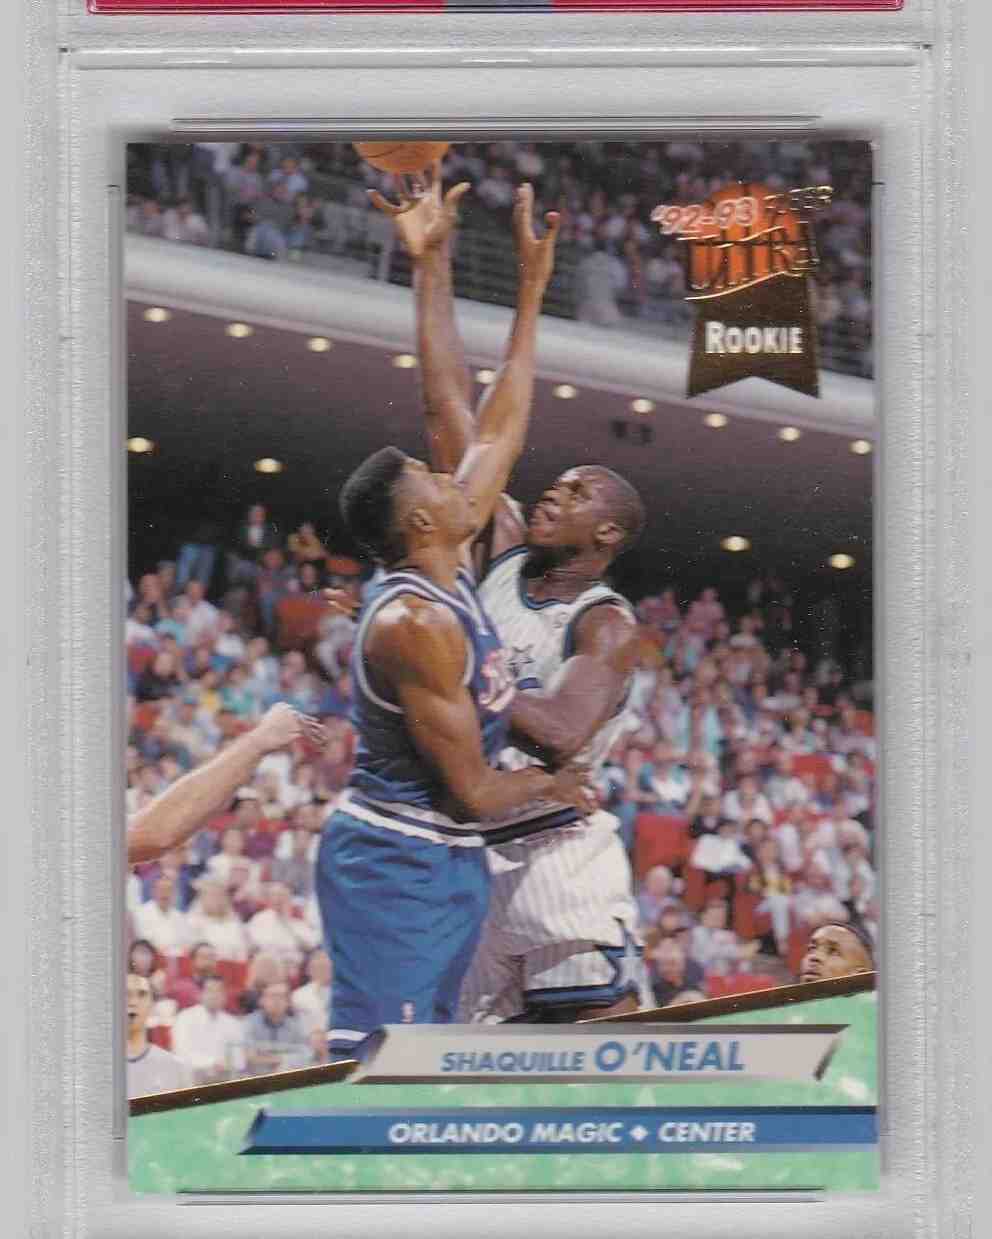 '92-93 FLEER
ULTRA
ROOKIE
SHAQUILLE O'NEAL
ORLANDO MAGIC ◆ CENTER